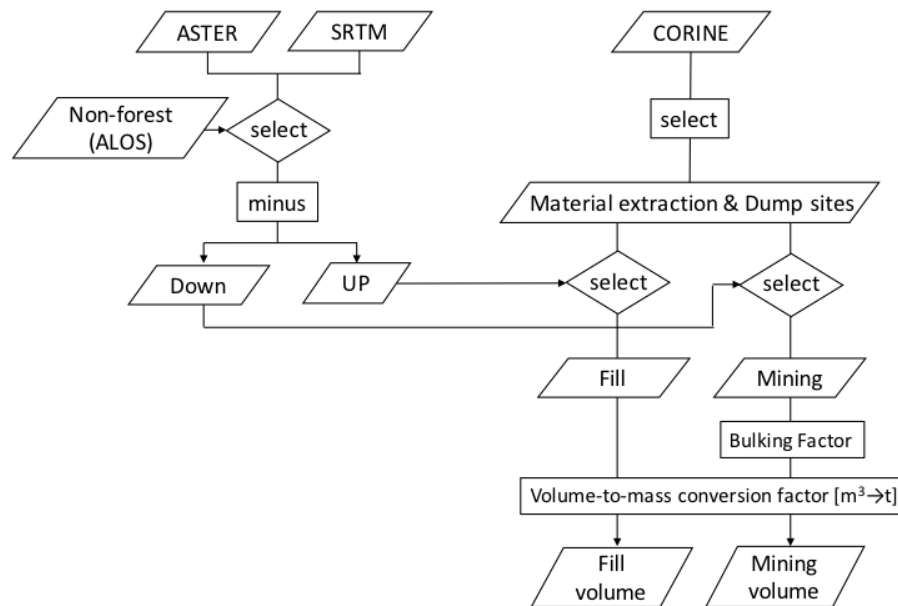 ASTER
SRTM
CORINE
Non-forest
(ALOS)
select
select
minus
Material extraction & Dump sites
Down
UP
select
select
Fill
Mining
Bulking Factor
Volume-to-mass conversion factor [m³→t]
Fill
volume
Mining
volume